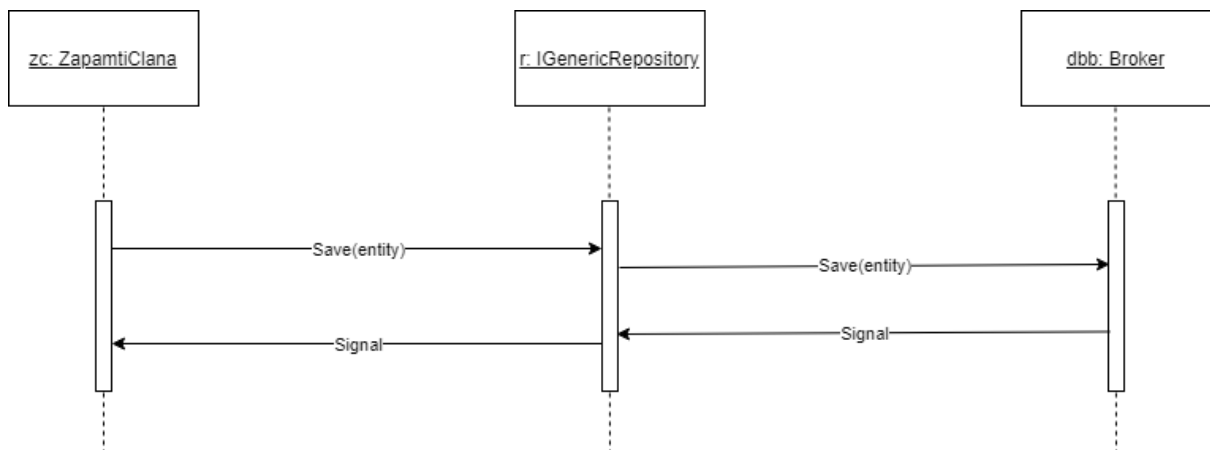 zc: ZapamtiClana
r: IGenericRepository
dbb: Broker
Save(entity)
Save(entity)
Signal
Signal